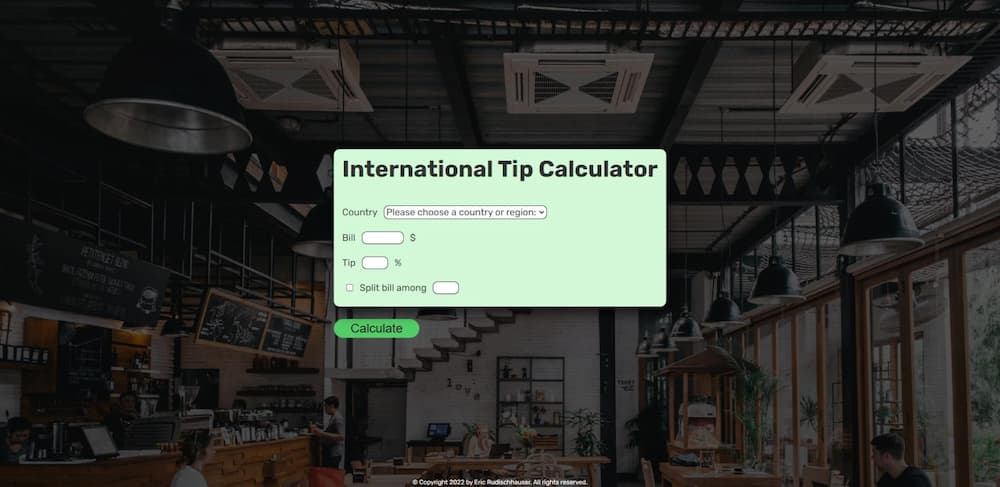 International Tip Calculator
Country Please choose a country or region:
Bill $
Tip %
Split bill among
Calculate
© Copyright 2022 by Eric Rudischhauser. All rights reserved.